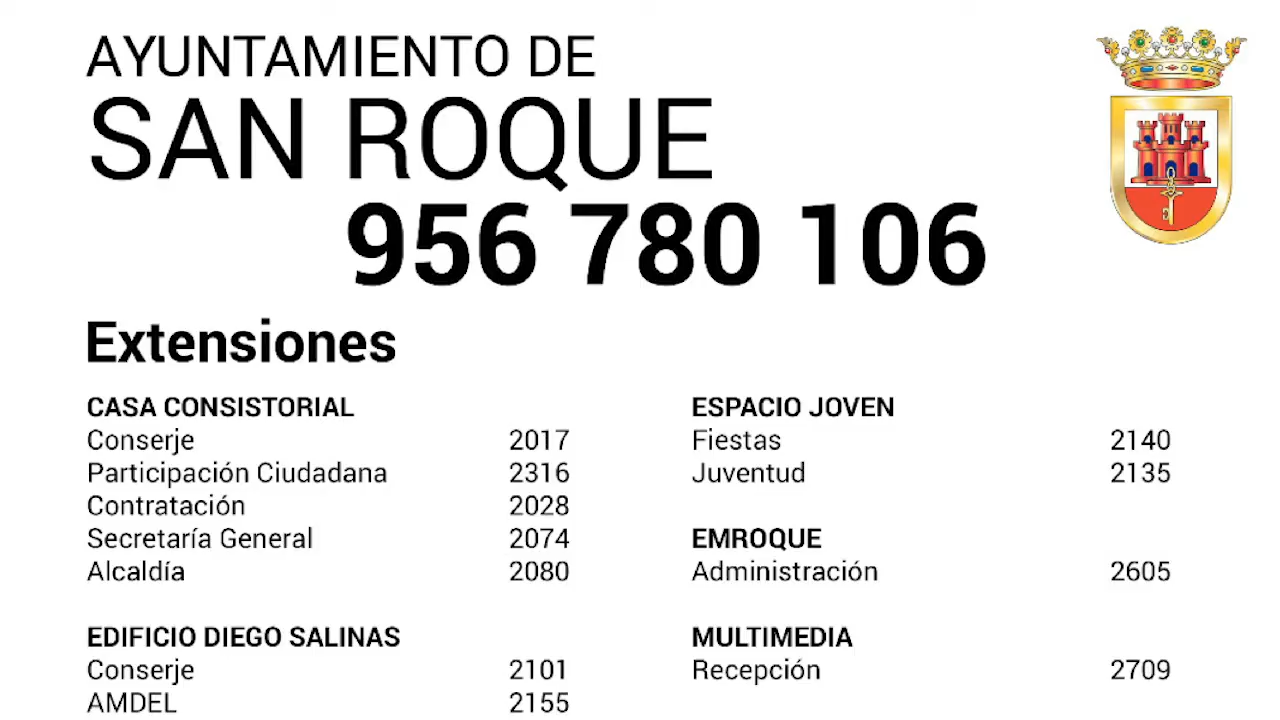 AYUNTAMIENTO DE
SAN ROQUE
956 780 106
Extensiones
CASA CONSISTORIAL
Conserje 2017
Participación Ciudadana 2316
Contratación 2028
Secretaría General 2074
Alcaldía 2080
EDIFICIO DIEGO SALINAS
Conserje 2101
AMDEL 2155
ESPACIO JOVEN
Fiestas 2140
Juventud 2135
EMROQUE
Administración 2605
MULTIMEDIA
Recepción 2709